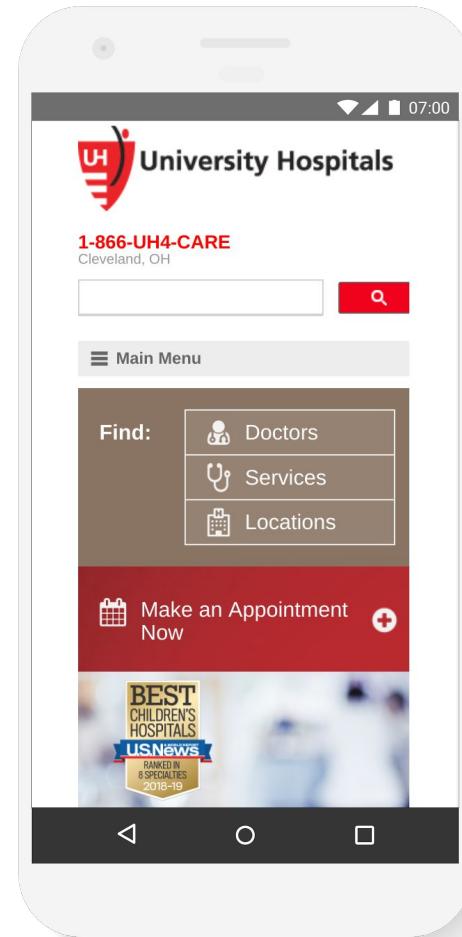 07:00
UH University Hospitals
1-866-UH4-CARE
Cleveland, OH
Main Menu
Find:
Doctors
Services
H
Locations
Make an Appointment
Now
BEST
CHILDREN'S
HOSPITALS
U.S.News
RANKED IN
8 SPECIALTIES
2018-19